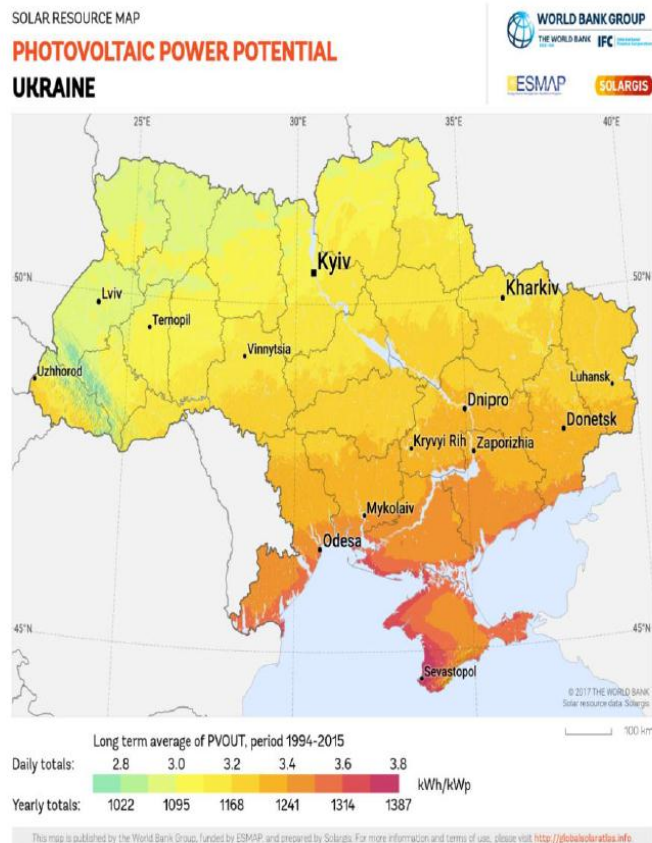 SOLAR RESOURCE MAP
PHOTOVOLTAIC POWER POTENTIAL
UKRAINE
WORLD BANK GROUP
THE WORLD BANK IFC
ESMAP
SOLARGIS
25°E 30°E 35°E 40°E
50°N
50°N
Kyiv
Kharkiv
Lviv
Ternopil
Vinnytsia
Uzhhorod
Luhansk
Dnipro
Donetsk
Kryvyi Rih
Zaporizhia
Mykolaiv
Odesa
45°N
45°N
Sevastopol
© 2017 THE WORLD BANK
Solar resource data: Solargis
100 km
Long term average of PVOUT, period 1994-2015
Daily totals: 2.8 3.0 3.2 3.4 3.6 3.8
kWh/kWp
Yearly totals: 1022 1095 1168 1241 1314 1387
This map is published by the World Bank Group, funded by ESMAP, and prepared by Solargis. For more information and terms of use, please visit http://globalsolaratlas.info.